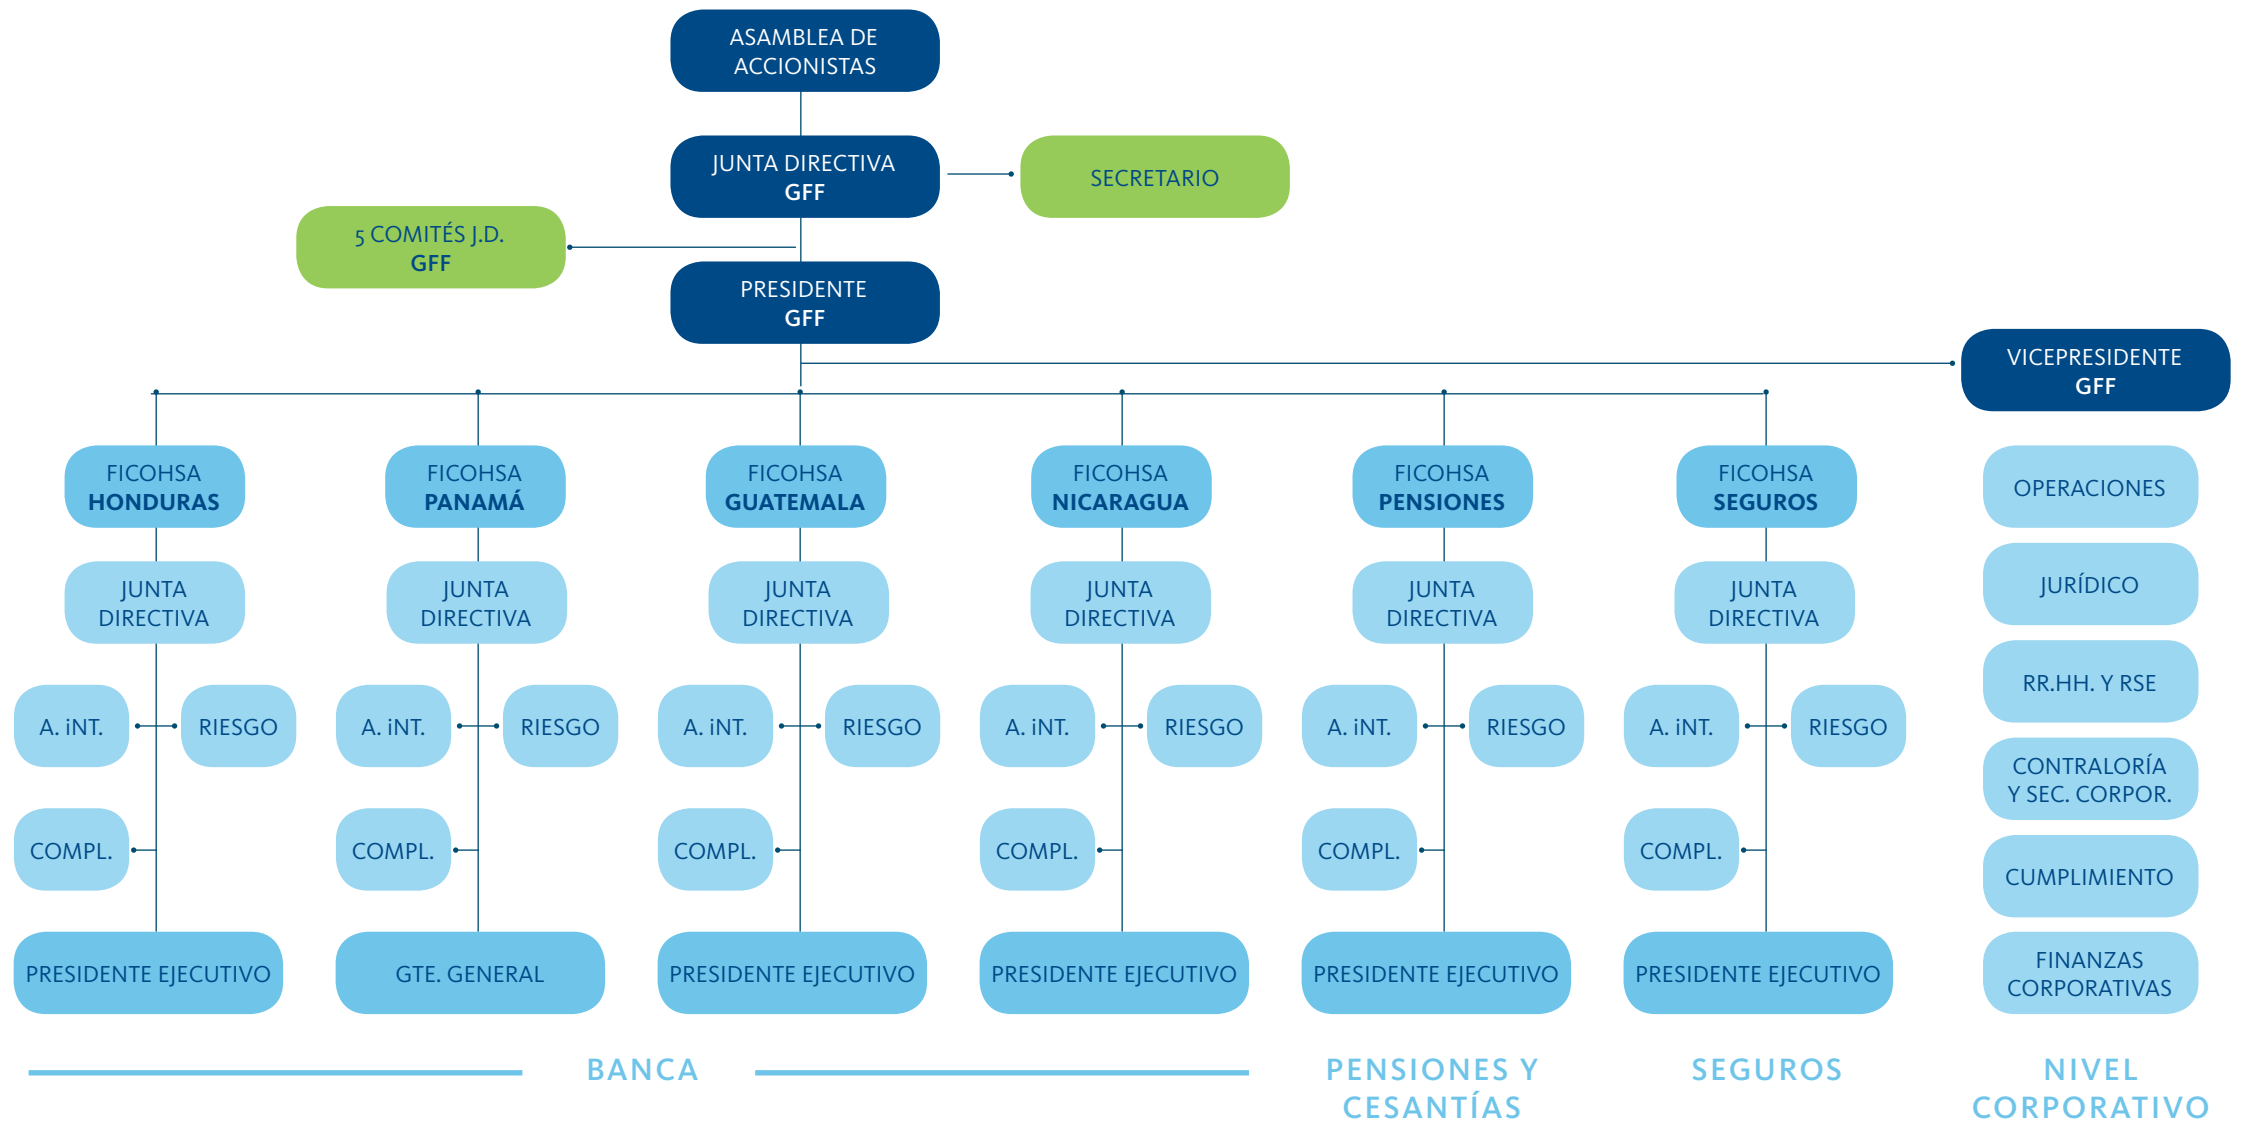 ASAMBLEA DE
ACCIONISTAS
JUNTA DIRECTIVA
GFF
SECRETARIO
5 COMITÉS J.D.
GFF
PRESIDENTE
GFF
VICEPRESIDENTE
GFF
FICOHSA
HONDURAS
FICOHSA
PANAMÁ
FICOHSA
GUATEMALA
FICOHSA
NICARAGUA
FICOHSA
PENSIONES
FICOHSA
SEGUROS
OPERACIONES
JUNTA
DIRECTIVA
JUNTA
DIRECTIVA
JUNTA
DIRECTIVA
JUNTA
DIRECTIVA
JUNTA
DIRECTIVA
JUNTA
DIRECTIVA
JURÍDICO
A. iNT.
RIESGO
A. iNT.
RIESGO
A. iNT.
RIESGO
A. iNT.
RIESGO
A. iNT.
RIESGO
A. iNT.
RIESGO
RR.HH. Y RSE
CONTRALORÍA
Y SEC. CORPOR.
COMPL.
COMPL.
COMPL.
COMPL.
COMPL.
COMPL.
CUMPLIMIENTO
PRESIDENTE EJECUTIVO
GTE. GENERAL
PRESIDENTE EJECUTIVO
PRESIDENTE EJECUTIVO
PRESIDENTE EJECUTIVO
PRESIDENTE EJECUTIVO
FINANZAS
CORPORATIVAS
BANCA
PENSIONES Y
CESANTÍAS
SEGUROS
NIVEL
CORPORATIVO